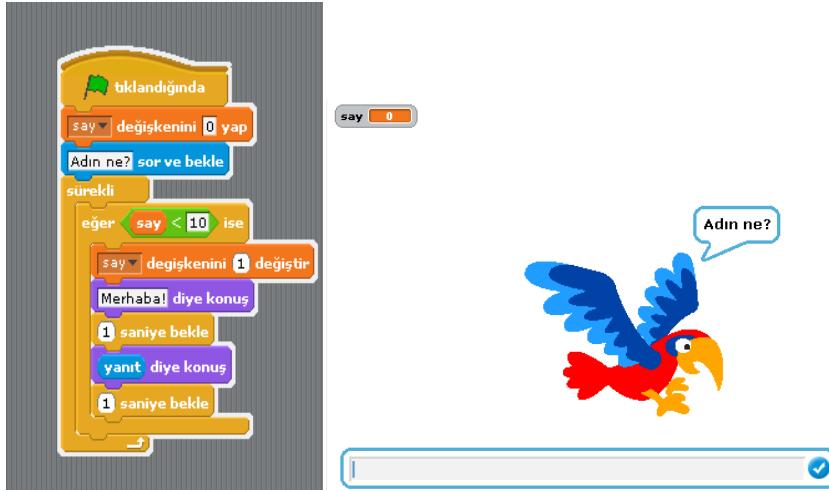 tıklandığında
say değişkenini 0 yap
Adın ne? sor ve bekle
sürekli
eğer say < 10 ise
say degişkenini 1 değiştir
Merhaba! diye konuş
1 saniye bekle
yanıt diye konuş
1 saniye bekle
say 0
Adın ne?